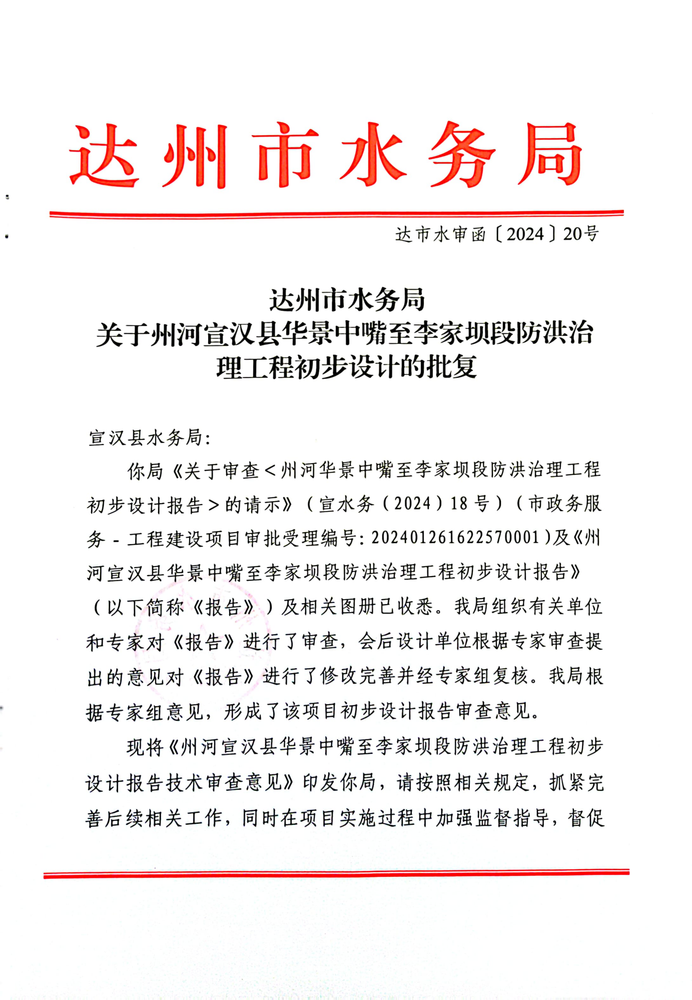 达州市水务局
达市水审函〔2024〕20号
达州市水务局
关于州河宣汉县华景中嘴至李家坝段防洪治
理工程初步设计的批复
宣汉县水务局:
你局《关于审查<州河华景中嘴至李家坝段防洪治理工程
初步设计报告>的请示》（宣水务(2024)18号）（市政务服
务-工程建设项目审批受理编号: 202401261622570001)及《州
河宣汉县华景中嘴至李家坝段防洪治理工程初步设计报告》
（以下简称《报告》）及相关图册已收悉。我局组织有关单位
和专家对《报告》进行了审查，会后设计单位根据专家审查提
出的意见对《报告》进行了修改完善并经专家组复核。我局根
据专家组意见，形成了该项目初步设计报告审查意见。
现将《州河宣汉县华景中嘴至李家坝段防洪治理工程初步
设计报告技术审查意见》印发你局，请按照相关规定，抓紧完
善后续相关工作，同时在项目实施过程中加强监督指导，督促